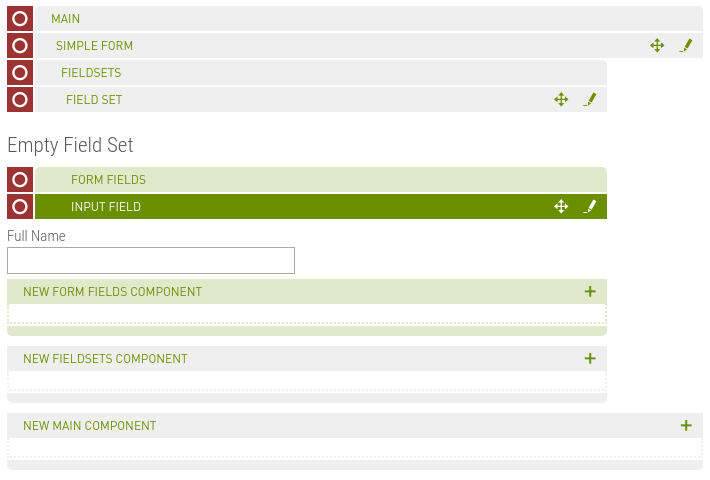 MAIN
SIMPLE FORM
FIELDSETS
FIELD SET
Empty Field Set
FORM FIELDS
INPUT FIELD
Full Name
NEW FORM FIELDS COMPONENT
NEW FIELDSETS COMPONENT
NEW MAIN COMPONENT